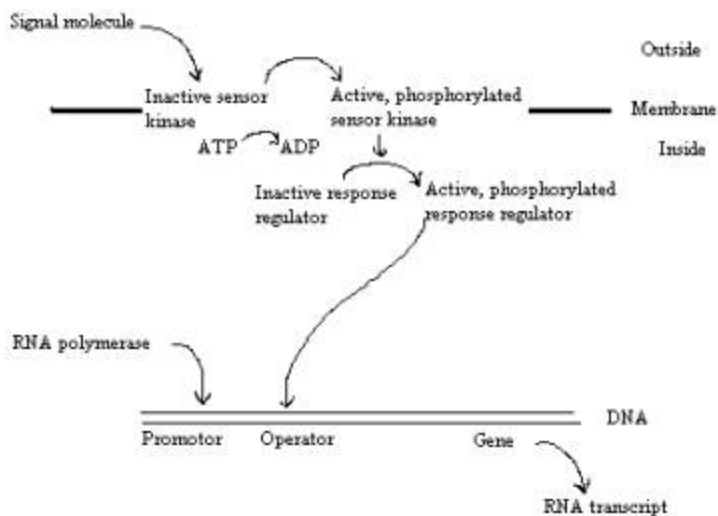 Signal molecule
Outside
Inactive sensor
kinase
Active, phosphorylated
sensor kinase
Membrane
ATP
ADP
Inside
Inactive response
regulator
Active, phosphorylated
response regulator
RNA polymerase
DNA
Promotor
Operator
Gene
RNA transcript